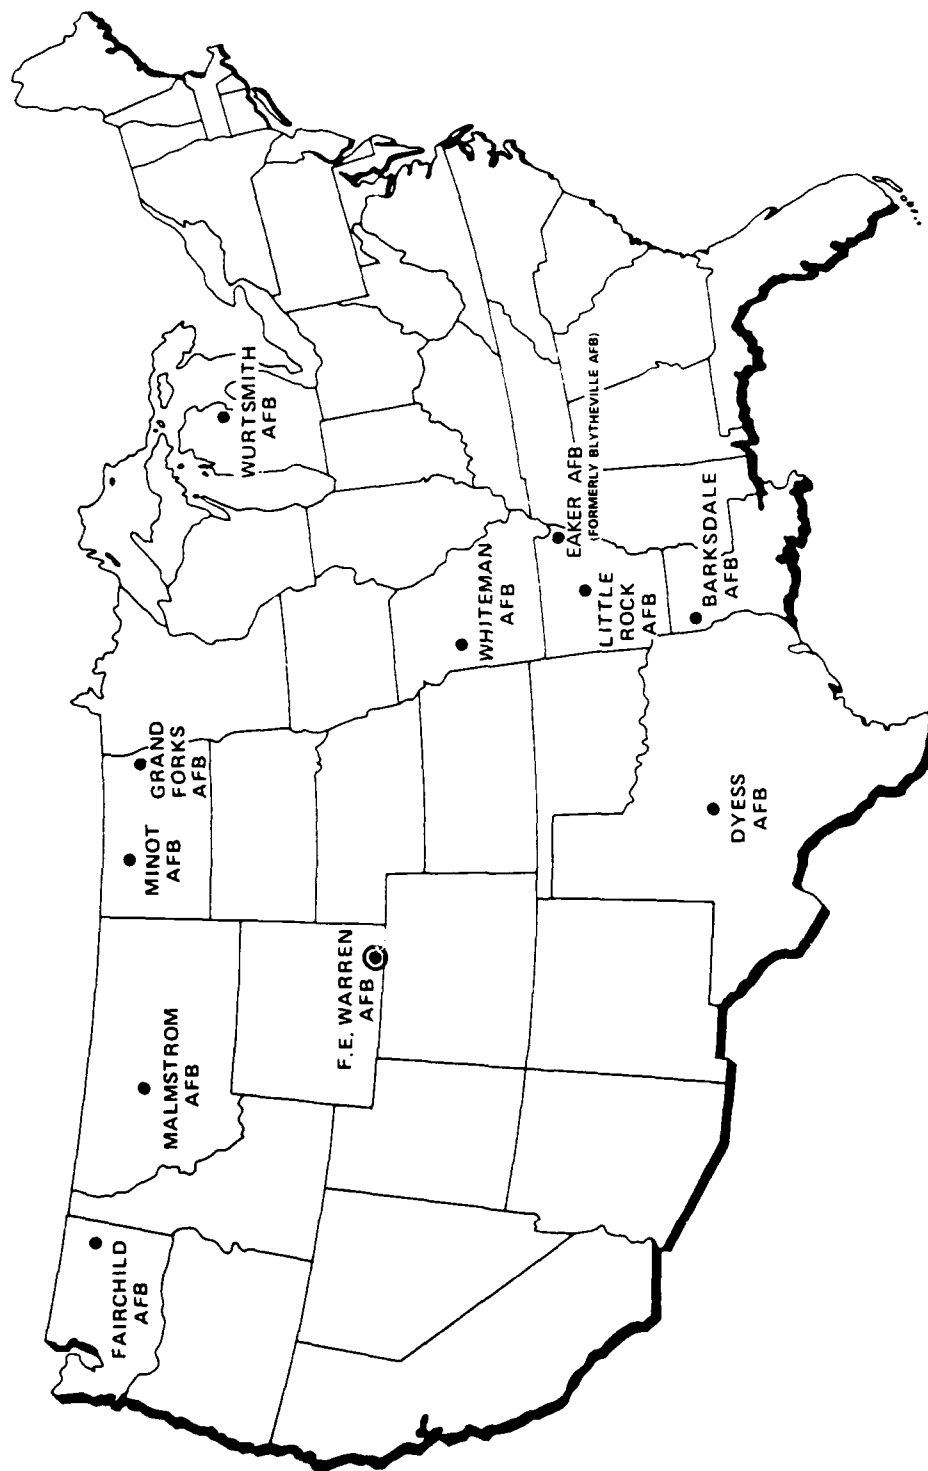 FAIRCHILD
AFB
MALMSTROM
AFB
MINOT
AFB
GRAND
FORKS
AFB
F.E. WARREN
AFB
WURTSMITH
AFB
WHITEMAN
AFB
EAKER AFB
(FORMERLY BLYTHEVILLE AFB)
LITTLE
ROCK
AFB
BARKSDALE
AFB
DYESS
AFB